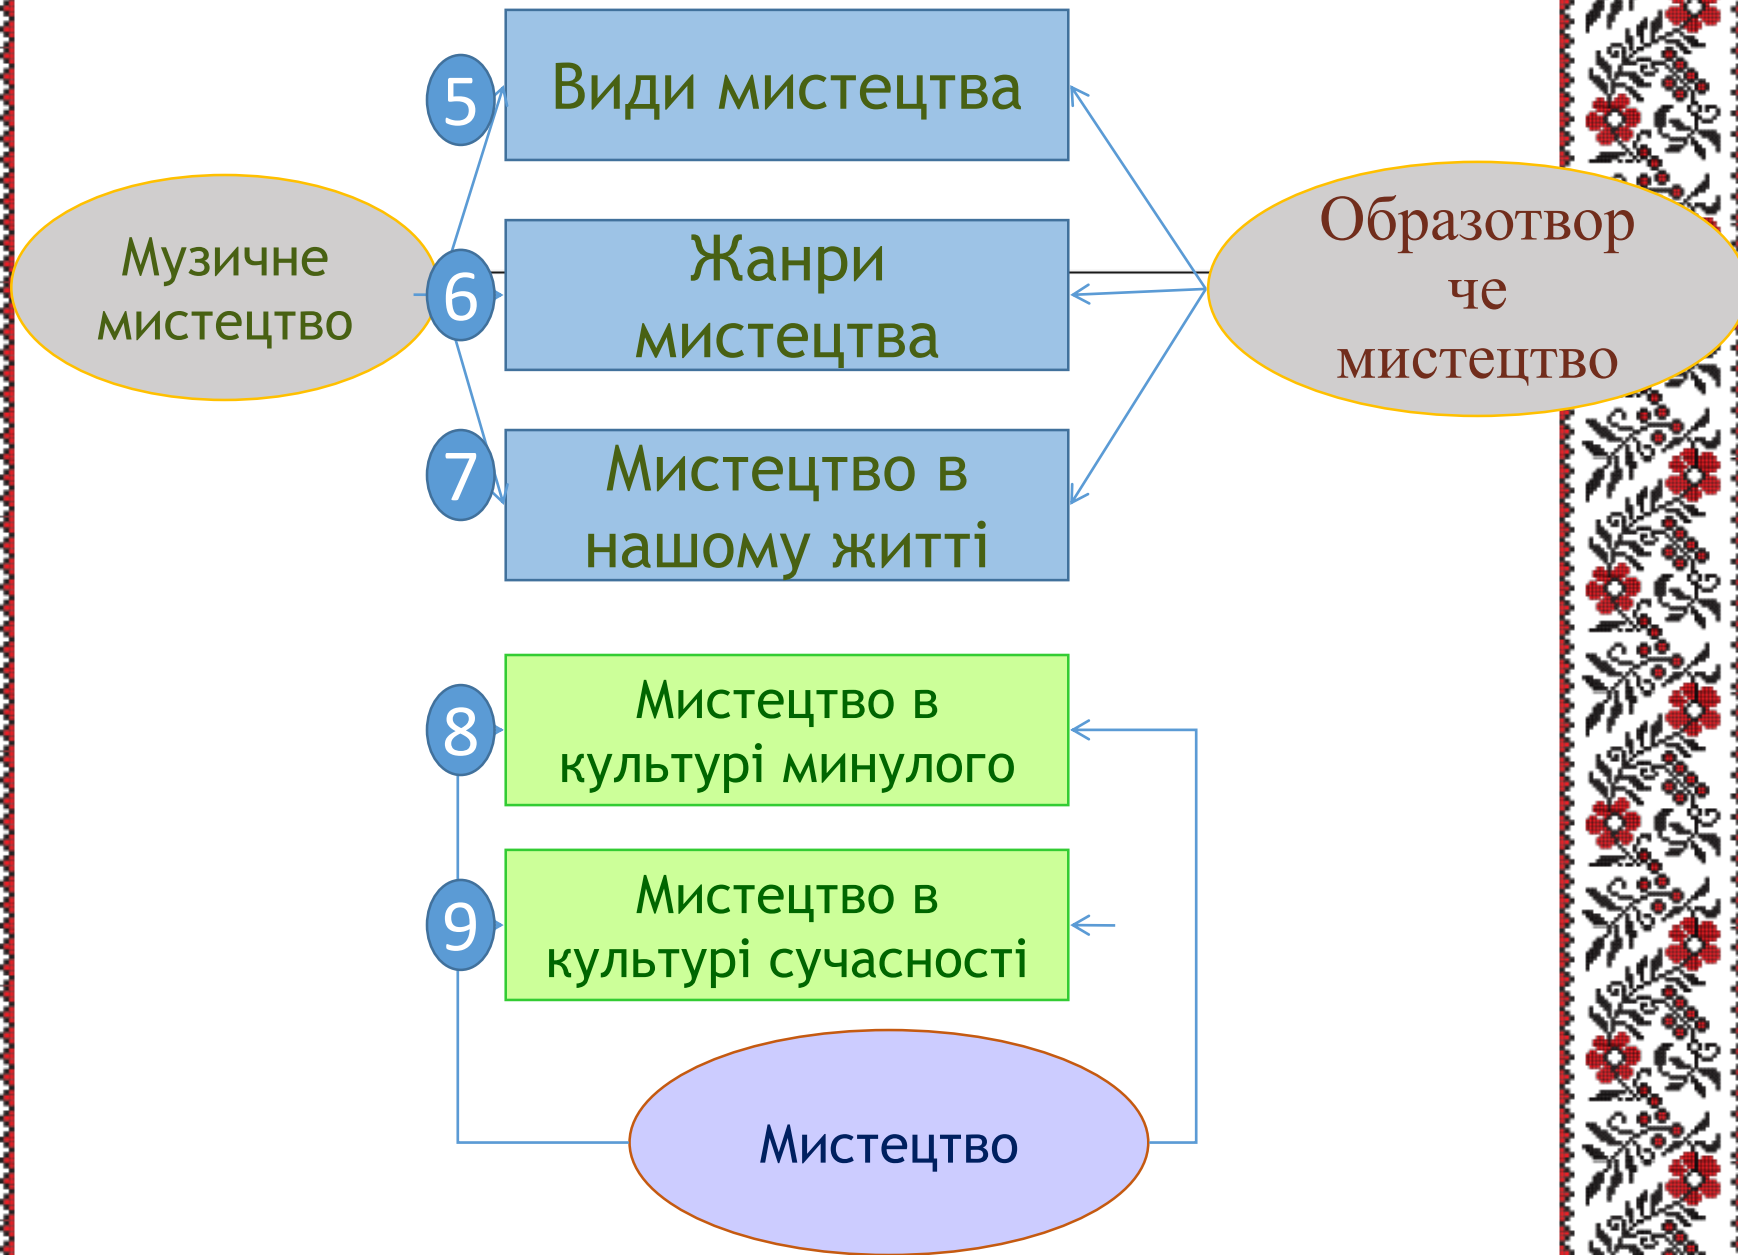 5
Види мистецтва
Музичне
мистецтво
6
Жанри
мистецтва
Образотвор
че
мистецтво
7
Мистецтво в
нашому житті
8
Мистецтво в
культурі минулого
9
Мистецтво в
культурі сучасності
Мистецтво